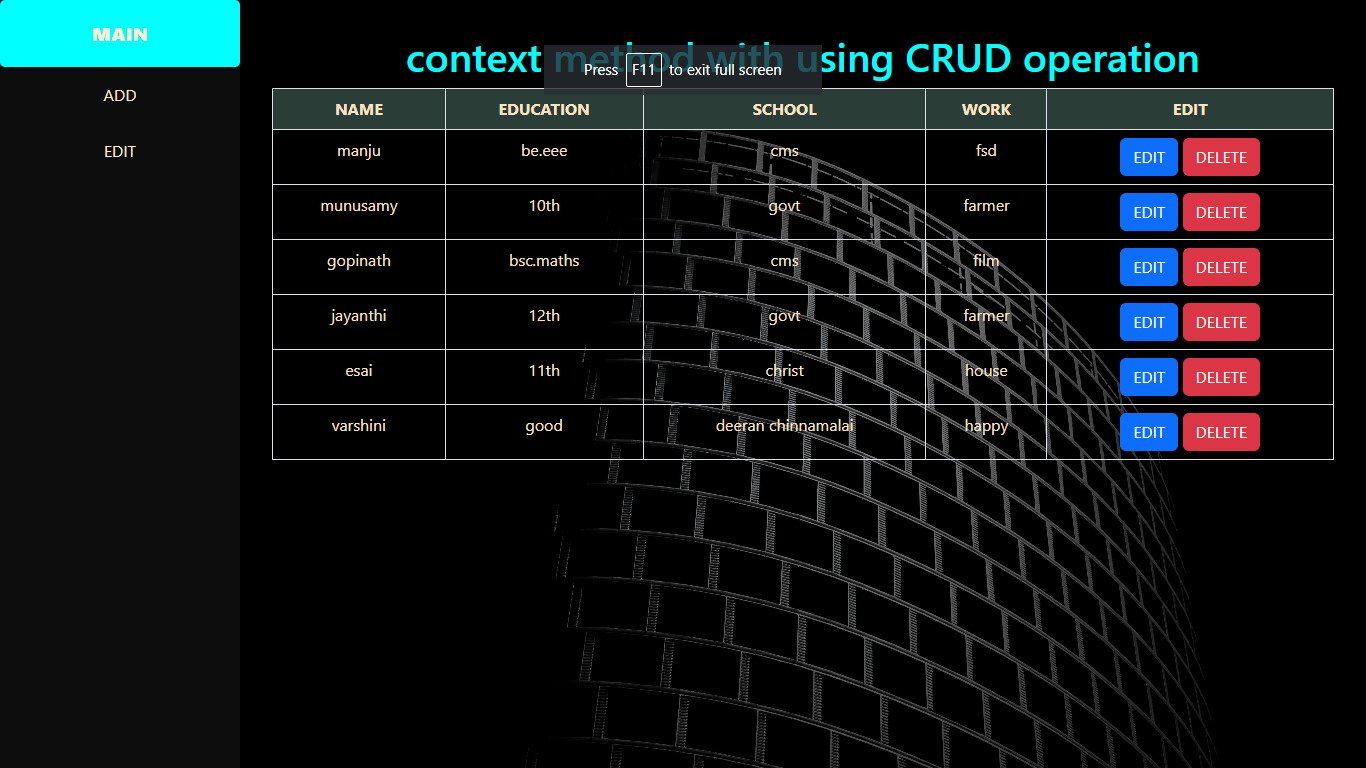 MAIN
ADD
EDIT
context method with using CRUD operation
Press F11 to exit full screen
NAME EDUCATION SCHOOL WORK EDIT
manju be.eee cms fsd EDIT DELETE
munusamy 10th govt farmer EDIT DELETE
gopinath bsc.maths cms film EDIT DELETE
jayanthi 12th govt farmer EDIT DELETE
esai 11th christ house EDIT DELETE
varshini good deeran chinnamalai happy EDIT DELETE